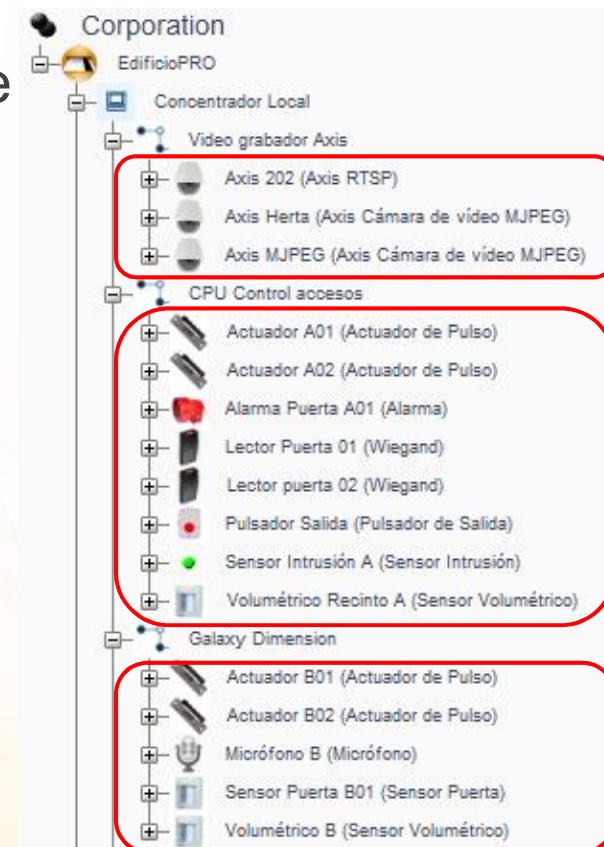 Corporation
e
EdificioPRO
Concentrador Local
Video grabador Axis
Axis 202 (Axis RTSP)
Axis Herta (Axis Cámara de vídeo MJPEG)
Axis MJPEG (Axis Cámara de vídeo MJPEG)
CPU Control accesos
Actuador A01 (Actuador de Pulso)
Actuador A02 (Actuador de Pulso)
Alarma Puerta A01 (Alarma)
Lector Puerta 01 (Wiegand)
Lector puerta 02 (Wiegand)
Pulsador Salida (Pulsador de Salida)
Sensor Intrusión A (Sensor Intrusión)
Volumétrico Recinto A (Sensor Volumétrico)
Galaxy Dimension
Actuador B01 (Actuador de Pulso)
Actuador B02 (Actuador de Pulso)
Micrófono B (Micrófono)
Sensor Puerta B01 (Sensor Puerta)
Volumétrico B (Sensor Volumétrico)